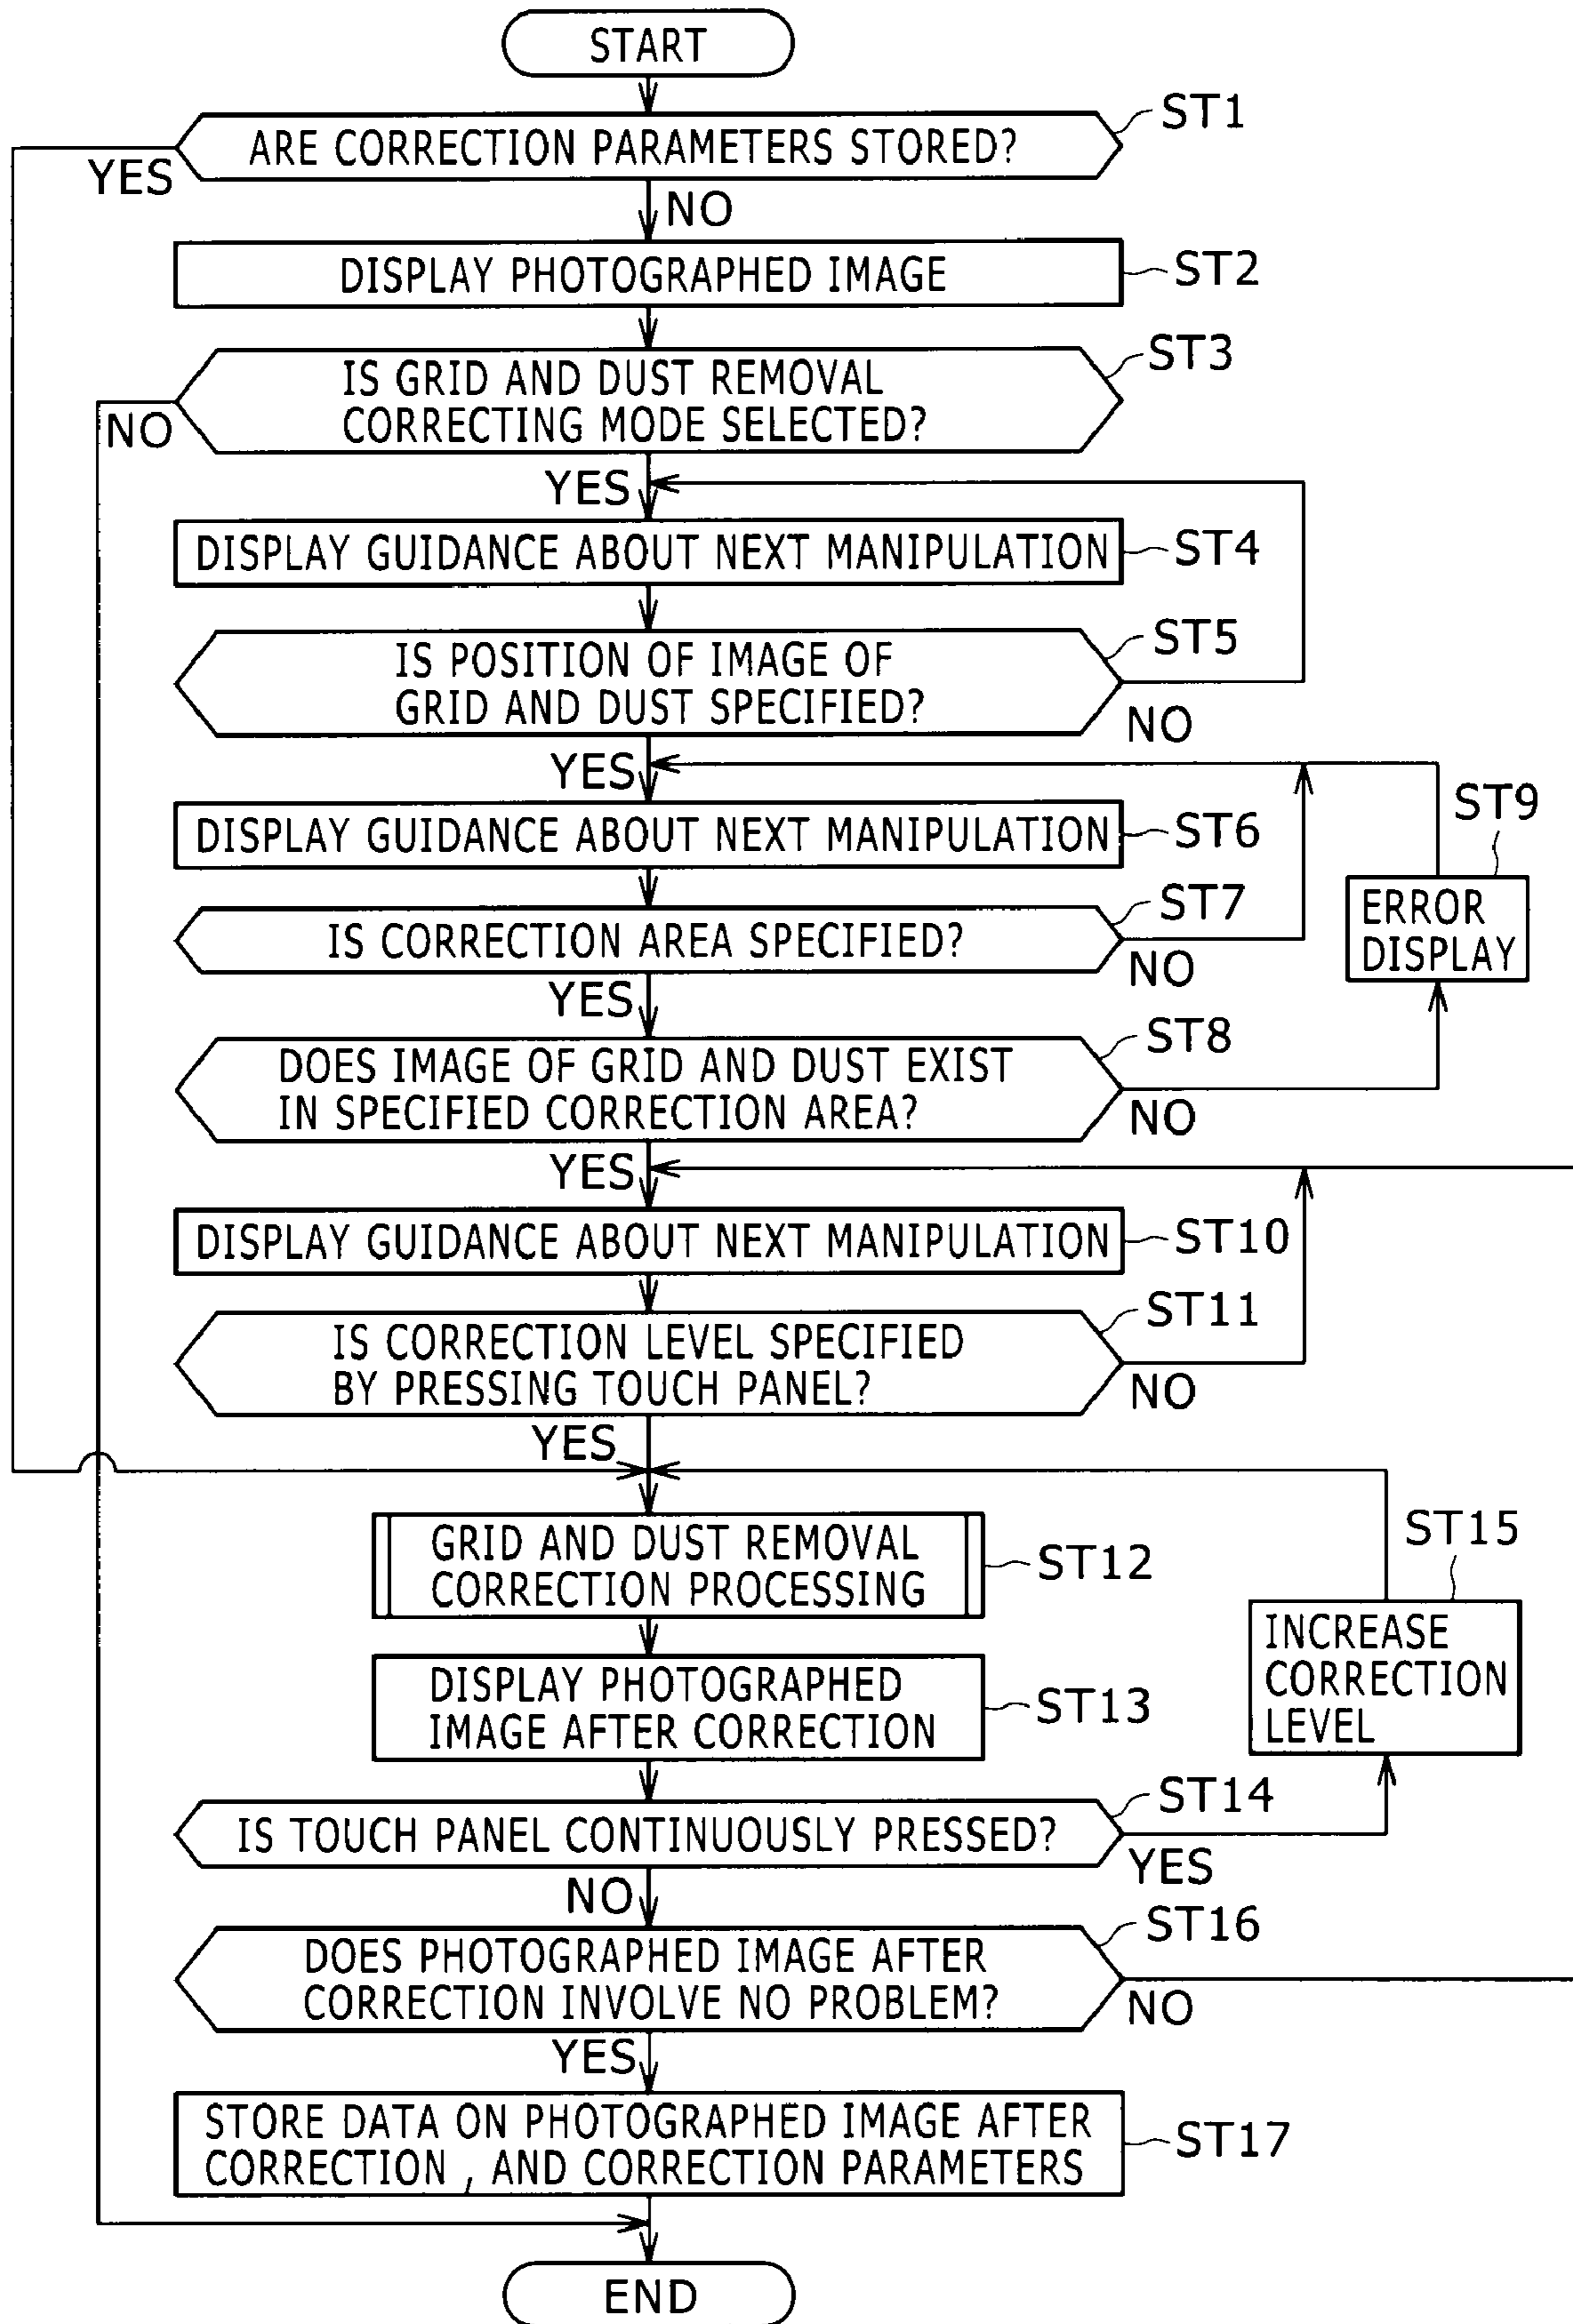 START
ARE CORRECTION PARAMETERS STORED?
ST1
YES
NO
DISPLAY PHOTOGRAPHED IMAGE
ST2
IS GRID AND DUST REMOVAL
CORRECTING MODE SELECTED?
ST3
NO
YES
DISPLAY GUIDANCE ABOUT NEXT MANIPULATION
ST4
IS POSITION OF IMAGE OF
GRID AND DUST SPECIFIED?
ST5
NO
YES
DISPLAY GUIDANCE ABOUT NEXT MANIPULATION
ST6
ST9
ERROR
DISPLAY
IS CORRECTION AREA SPECIFIED?
ST7
NO
YES
DOES IMAGE OF GRID AND DUST EXIST
IN SPECIFIED CORRECTION AREA?
ST8
NO
YES
DISPLAY GUIDANCE ABOUT NEXT MANIPULATION
ST10
IS CORRECTION LEVEL SPECIFIED
BY PRESSING TOUCH PANEL?
ST11
NO
YES
GRID AND DUST REMOVAL
CORRECTION PROCESSING
ST12
ST15
INCREASE
CORRECTION
LEVEL
DISPLAY PHOTOGRAPHED
IMAGE AFTER CORRECTION
ST13
IS TOUCH PANEL CONTINUOUSLY PRESSED?
ST14
YES
NO
DOES PHOTOGRAPHED IMAGE AFTER
CORRECTION INVOLVE NO PROBLEM?
ST16
NO
YES
STORE DATA ON PHOTOGRAPHED IMAGE AFTER
CORRECTION , AND CORRECTION PARAMETERS
ST17
END